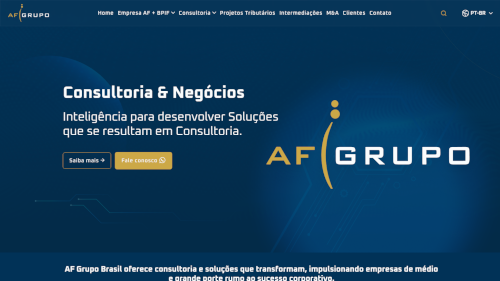 AF GRUPO
Home Empresa AF + BPIF Consultoria Projetos Tributários Intermediações M&A Clientes Contato
PT-BR
Consultoria & Negócios
Inteligência para desenvolver Soluções
que se resultam em Consultoria.
Saiba mais →
Fale conosco
AF GRUPO
AF Grupo Brasil oferece consultoria e soluções que transformam, impulsionando empresas de médio
e grande porte rumo ao sucesso corporativo.